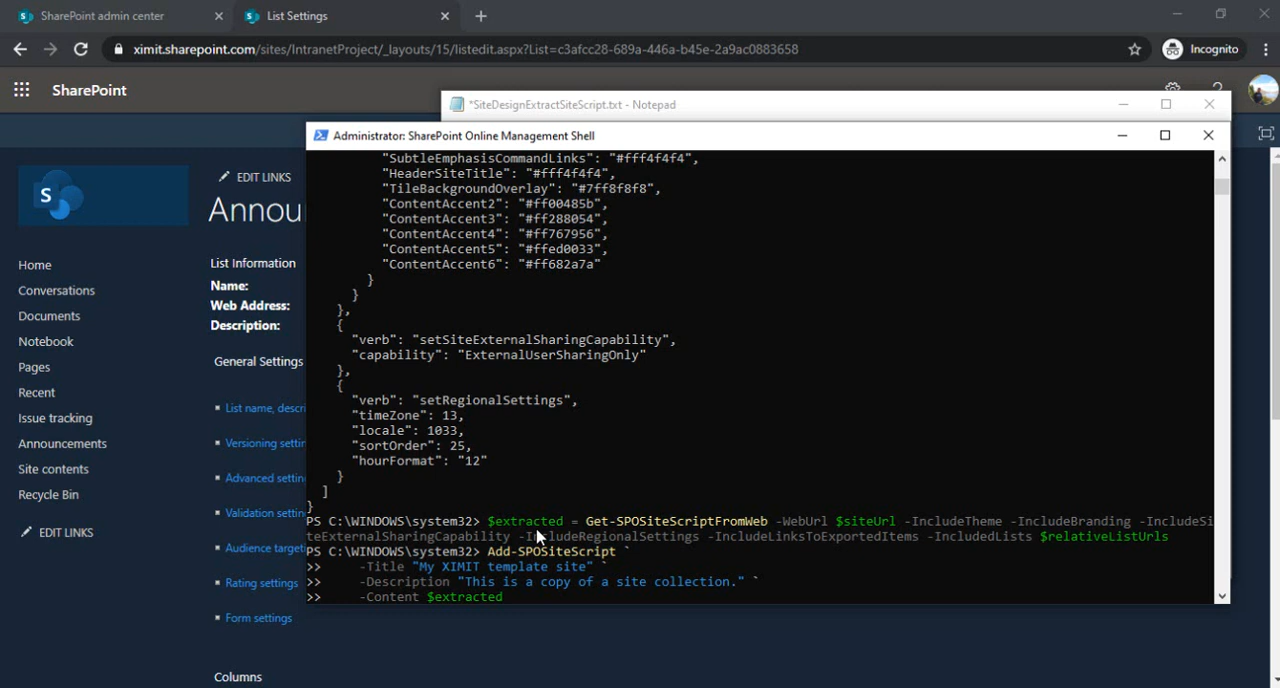 SharePoint admin center
List Settings
ximit.sharepoint.com/sites/IntranetProject/_layouts/15/listedit.aspx?List=c3afcc28-689a-446a-b45e-2a9ac0883658
Incognito
SharePoint
*SiteDesignExtractSiteScript.txt - Notepad
Administrator: SharePoint Online Management Shell
S
EDIT LINKS
Annou
Home
Conversations
Documents
Notebook
Pages
Recent
Issue tracking
Announcements
Site contents
Recycle Bin
EDIT LINKS
List Information
Name:
Web Address:
Description:
General Settings
List name, descri
Versioning settin
Advanced settin
Validation settin
Audience targeti
Rating settings
Form settings
Columns
"SubtleEmphasisCommandLinks": "#fff4f4f4",
"HeaderSiteTitle": "#fff4f4f4",
"TileBackgroundOverlay": "#7ff8f8f8",
"ContentAccent2": "#ff00485b",
"ContentAccent3": "#ff288054",
"ContentAccent4": "#ff767956",
"ContentAccent5": "#ffed0033",
"ContentAccent6": "#ff682a7a"
}
}
},
{
"verb": "setSiteExternalSharingCapability",
"capability": "ExternalUserSharingOnly"
},
{
"verb": "setRegionalSettings",
"timeZone": 13,
"locale": 1033,
"sortOrder": 25,
"hourFormat": "12"
}
]
}
PS C:\WINDOWS\system32> $extracted = Get-SPOSiteScriptFromWeb -WebUrl $siteUrl -IncludeTheme -IncludeBranding -IncludeSi
teExternalSharingCapability -IncludeRegionalSettings -IncludeLinksToExportedItems -IncludedLists $relativeListUrls
PS C:\WINDOWS\system32> Add-SPOSiteScript `
>> -Title "My XIMIT template site" `
>> -Description "This is a copy of a site collection." `
>> -Content $extracted